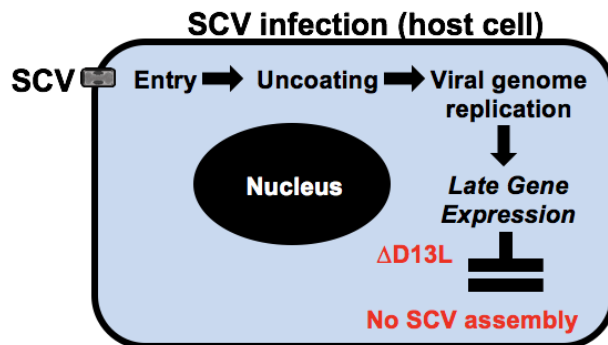 SCV infection (host cell)
SCV
Entry
Uncoating
Viral genome
replication
Nucleus
Late Gene
Expression
ΔD13L
No SCV assembly